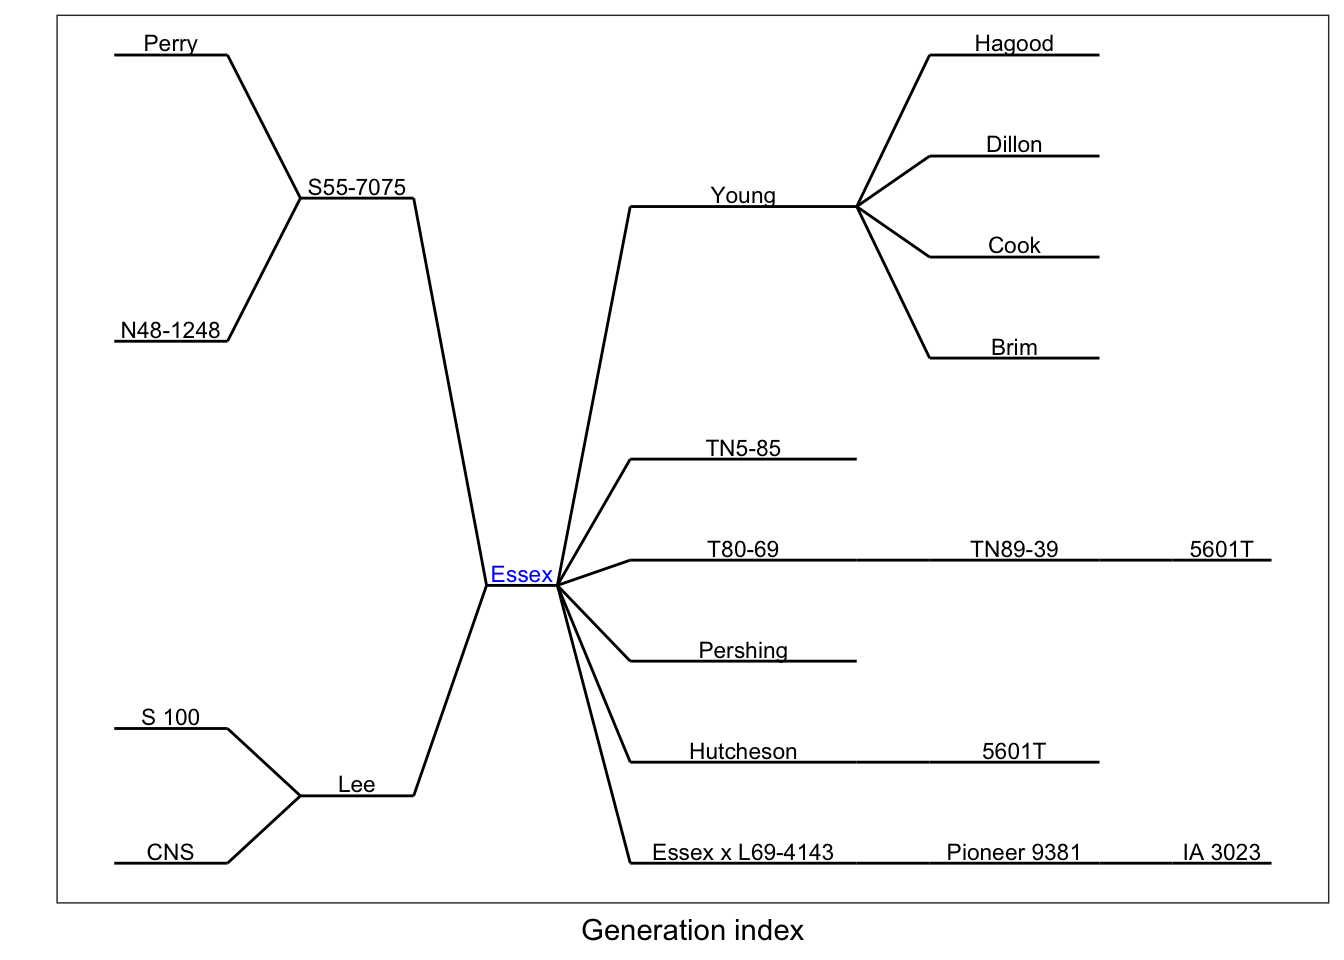 Perry
Hagood
Dillon
S55-7075
Young
Cook
N48-1248
Brim
TN5-85
T80-69
TN89-39
5601T
Essex
Pershing
S 100
Hutcheson
5601T
Lee
CNS
Essex x L69-4143
Pioneer 9381
IA 3023
Generation index